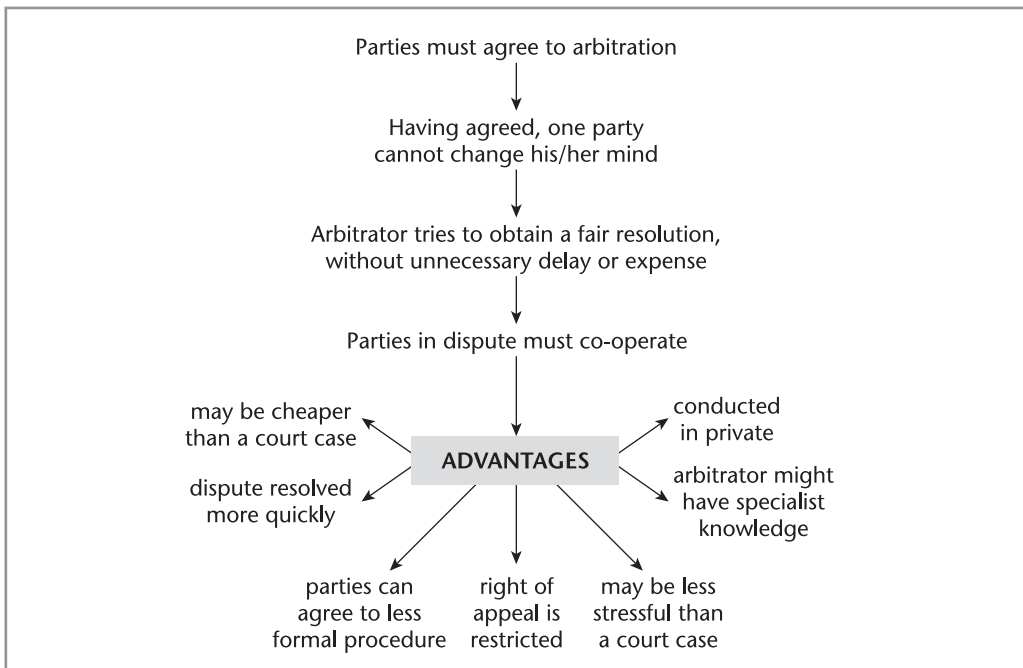 Parties must agree to arbitration
Having agreed, one party
cannot change his/her mind
Arbitrator tries to obtain a fair resolution,
without unnecessary delay or expense
Parties in dispute must co-operate
may be cheaper
than a court case
conducted
in private
ADVANTAGES
dispute resolved
more quickly
arbitrator might
have specialist
knowledge
parties can
agree to less
formal procedure
right of
appeal is
restricted
may be less
stressful than
a court case